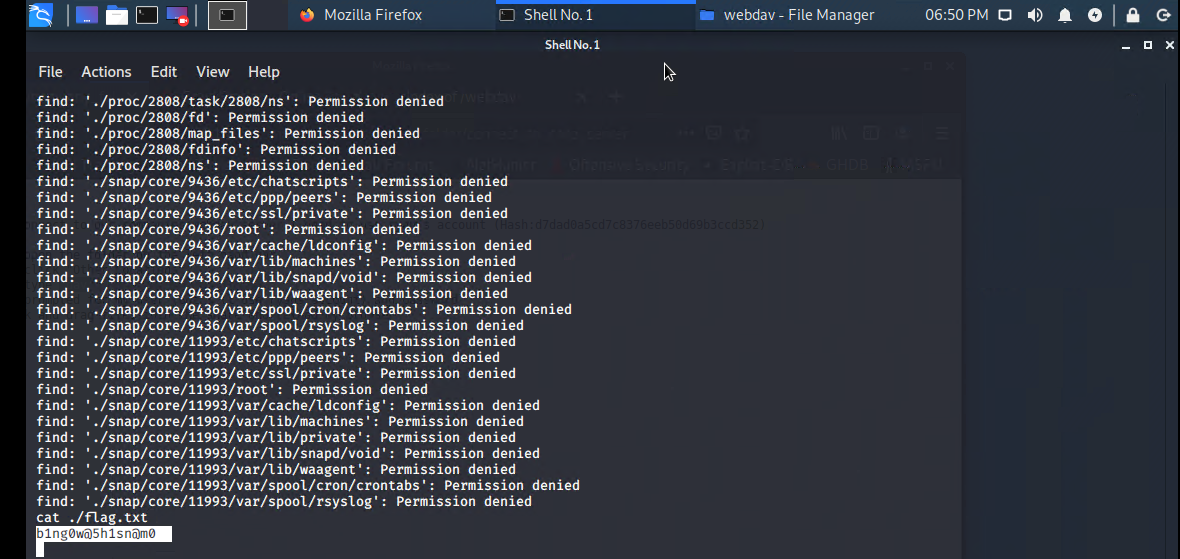 Mozilla Firefox
Shell No. 1
webdav - File Manager
06:50 PM
Shell No. 1
File Actions Edit View Help
find: './proc/2808/task/2808/ns': Permission denied
find: './proc/2808/fd': Permission denied
find: './proc/2808/map_files': Permission denied
find: './proc/2808/fdinfo': Permission denied
find: './proc/2808/ns': Permission denied
find: './snap/core/9436/etc/chatscripts': Permission denied
find: './snap/core/9436/etc/ppp/peers': Permission denied
find: './snap/core/9436/etc/ssl/private': Permission denied
find: './snap/core/9436/root': Permission denied
find: './snap/core/9436/var/cache/ldconfig': Permission denied
find: './snap/core/9436/var/lib/machines': Permission denied
find: './snap/core/9436/var/lib/snapd/void': Permission denied
find: './snap/core/9436/var/lib/waagent': Permission denied
find: './snap/core/9436/var/spool/cron/crontabs': Permission denied
find: './snap/core/9436/var/spool/rsyslog': Permission denied
find: './snap/core/11993/etc/chatscripts': Permission denied
find: './snap/core/11993/etc/ppp/peers': Permission denied
find: './snap/core/11993/etc/ssl/private': Permission denied
find: './snap/core/11993/root': Permission denied
find: './snap/core/11993/var/cache/ldconfig': Permission denied
find: './snap/core/11993/var/lib/machines': Permission denied
find: './snap/core/11993/var/lib/private': Permission denied
find: './snap/core/11993/var/lib/snapd/void': Permission denied
find: './snap/core/11993/var/lib/waagent': Permission denied
find: './snap/core/11993/var/spool/cron/crontabs': Permission denied
find: './snap/core/11993/var/spool/rsyslog': Permission denied
cat ./flag.txt
b1ng0w@5h1sn@m0